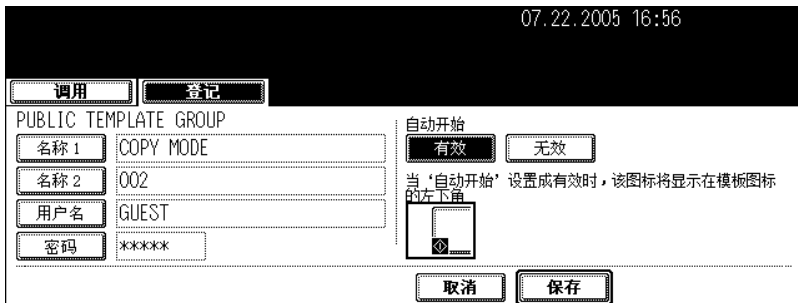 07.22.2005 16:56
调用 登记
PUBLIC TEMPLATE GROUP
名称 1 COPY MODE
名称 2 002
用户名 GUEST
密码 *****
自动开始
有效 无效
当‘自动开始’设置成有效时，该图标将显示在模板图标
的左下角
取消 保存